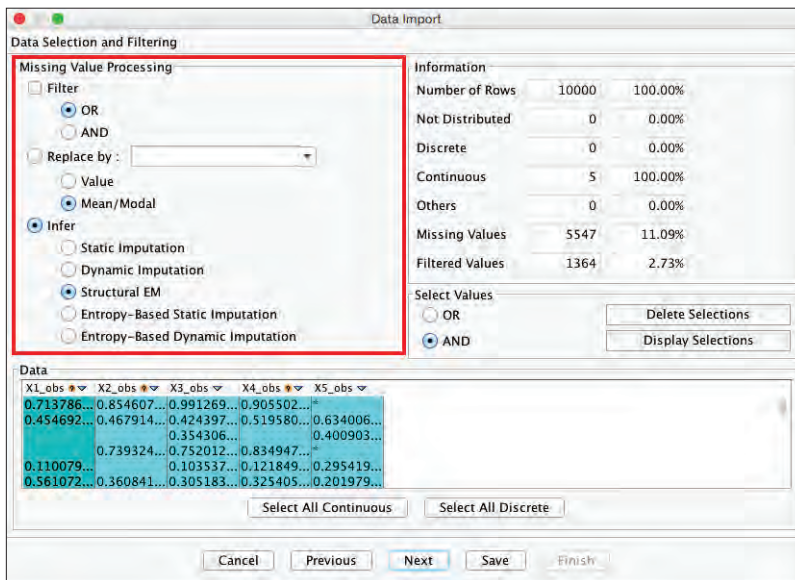 Data Import
Data Selection and Filtering
Missing Value Processing
Filter
OR
AND
Replace by :
Value
Mean/Modal
Infer
Static Imputation
Dynamic Imputation
Structural EM
Entropy-Based Static Imputation
Entropy-Based Dynamic Imputation
Information
Number of Rows 10000 100.00%
Not Distributed 0 0.00%
Discrete 0 0.00%
Continuous 5 100.00%
Others 0 0.00%
Missing Values 5547 11.09%
Filtered Values 1364 2.73%
Select Values
OR
AND
Delete Selections
Display Selections
Data
X1_obs X2_obs X3_obs X4_obs X5_obs
0.713786... 0.854607... 0.991269... 0.905502... *
0.454692... 0.467914... 0.424397... 0.519580... 0.634006...
0.354306... 0.400903...
0.739324... 0.752012... 0.834947... *
0.110079... 0.103537... 0.121849... 0.295419...
0.561072... 0.360841... 0.305183... 0.325405... 0.201979...
Select All Continuous Select All Discrete
Cancel Previous Next Save Finish